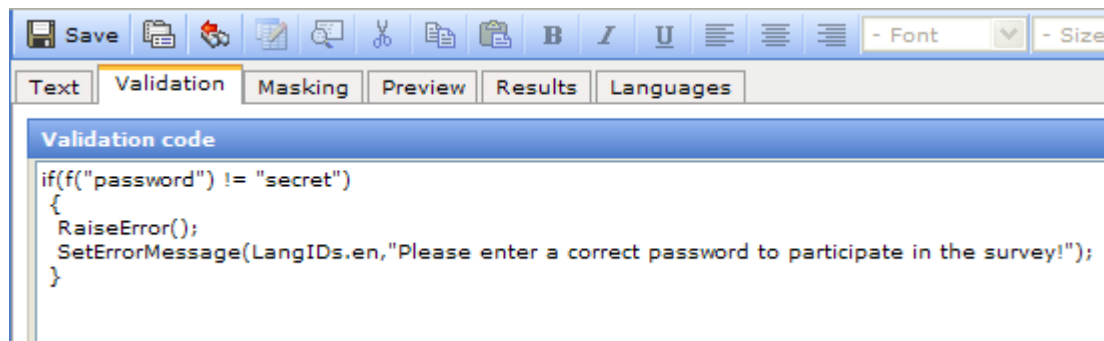 Save B I U - Font - Size
Text Validation Masking Preview Results Languages
Validation code
if(f("password") != "secret")
{
RaiseError();
SetErrorMessage(LangIDs.en,"Please enter a correct password to participate in the survey!");
}